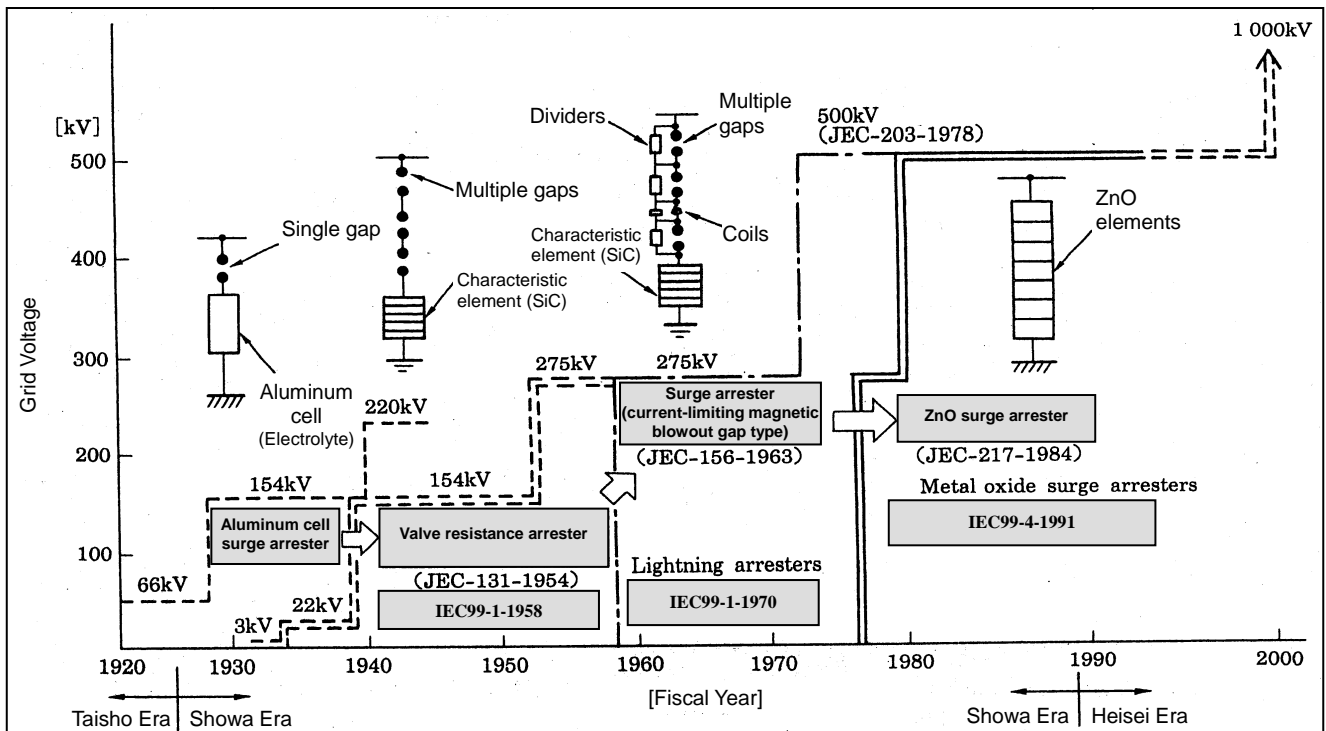 1 000kV
[kV]
500
400
300
200
100
Grid Voltage
Single gap
Aluminum
cell
(Electrolyte)
Multiple gaps
Characteristic
element (SiC)
Dividers
Multiple
gaps
Coils
Characteristic
element (SiC)
500kV
(JEC-203-1978)
ZnO
elements
275kV
275kV
220kV
154kV
154kV
66kV
22kV
3kV
Aluminum cell
surge arrester
Valve resistance arrester
(JEC-131-1954)
IEC99-1-1958
Surge arrester
(current-limiting magnetic
blowout gap type)
(JEC-156-1963)
Lightning arresters
IEC99-1-1970
ZnO surge arrester
(JEC-217-1984)
Metal oxide surge arresters
IEC99-4-1991
1920
1930
1940
1950
1960
1970
1980
1990
2000
[Fiscal Year]
Taisho Era
Showa Era
Showa Era
Heisei Era